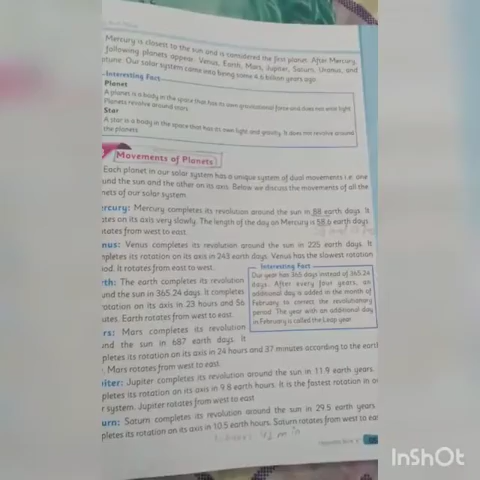 Mercury is closest to the sun and is considered the first planet. After Mercury,
following planets appear. Venus, Earth, Mars, Jupiter, Saturn, Uranus, and
ptune. Our solar system came into being some 4.6 billion years ago.
Interesting Fact
Planet
A planet is a body in the space that has its own gravitational force and does not emit light.
Planets revolve around stars.
Star
A star is a body in the space that has its own light and gravity. It does not revolve around
the planets.
Movements of Planets
Each planet in our solar system has a unique system of dual movements i.e. one
und the sun and the other on its axis. Below we discuss the movements of all the
nets of our solar system.
ercury: Mercury completes its revolution around the sun in 88 earth days. It
ates on its axis very slowly. The length of the day on Mercury is 58.6 earth days.
otates from west to east.
nus: Venus completes its revolution around the sun in 225 earth days. It
pletes its rotation on its axis in 243 earth days. Venus has the slowest rotation
iod. It rotates from east to west.
rth: The earth completes its revolution
und the sun in 365.24 days. It completes
otation on its axis in 23 hours and 56
utes. Earth rotates from west to east.
Interesting Fact
Our year has 365 days instead of 365.24
days. After every four years, an
additional day is added in the month of
February to correct the revolutionary
period. The year with an additional day
in February is called the Leap year.
rs: Mars completes its revolution
und the sun in 687 earth days. It
pletes its rotation on its axis in 24 hours and 37 minutes according to the eart
. Mars rotates from west to east.
iter: Jupiter completes its revolution around the sun in 11.9 earth years.
pletes its rotation on its axis in 9.8 earth hours. It is the fastest rotation in o
r system. Jupiter rotates from west to east
urn: Saturn completes its revolution around the sun in 29.5 earth years
pletes its rotation on its axis in 10.5 earth hours. Saturn rotates from west to ea
InShOt